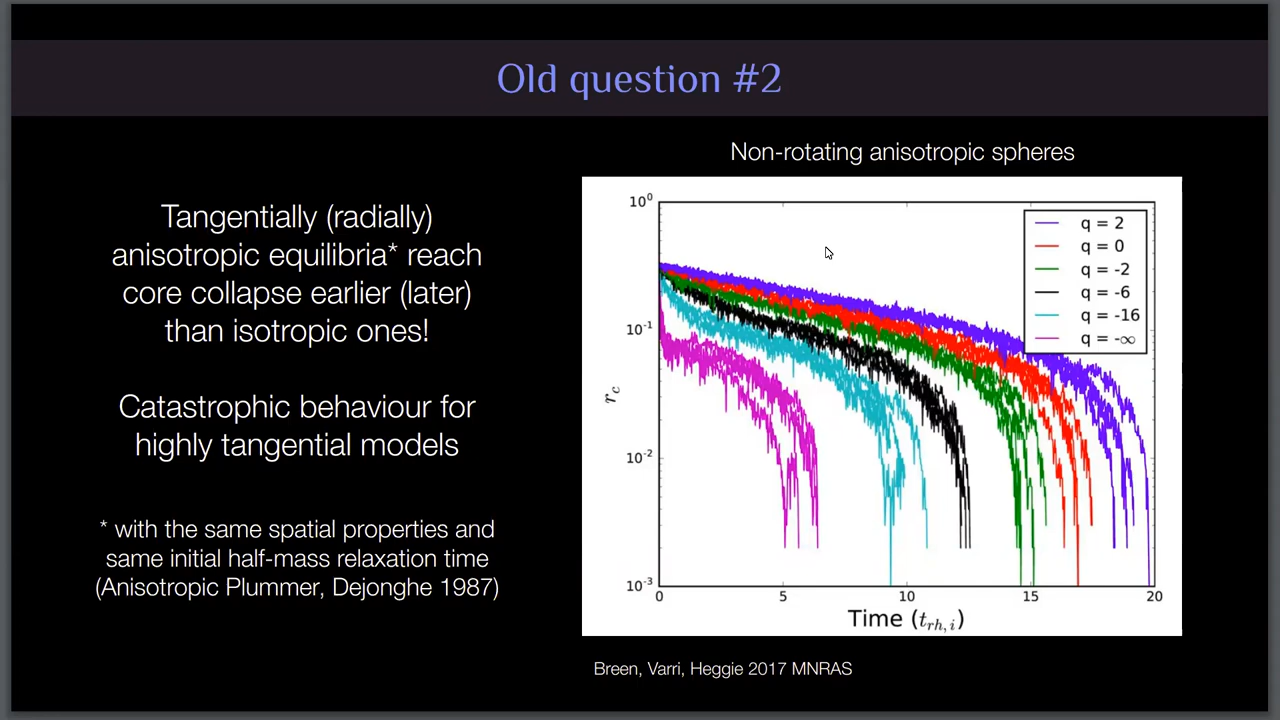 Old question #2
Tangentially (radially)
anisotropic equilibria* reach
core collapse earlier (later)
than isotropic ones!
Catastrophic behaviour for
highly tangential models
* with the same spatial properties and
same initial half-mass relaxation time
(Anisotropic Plummer, Dejonghe 1987)
Non-rotating anisotropic spheres
10⁰
10⁻¹
10⁻²
10⁻³
r_c
q = 2
q = 0
q = -2
q = -6
q = -16
q = -∞
0 5 10 15 20
Time (t_rh,i)
Breen, Varri, Heggie 2017 MNRAS